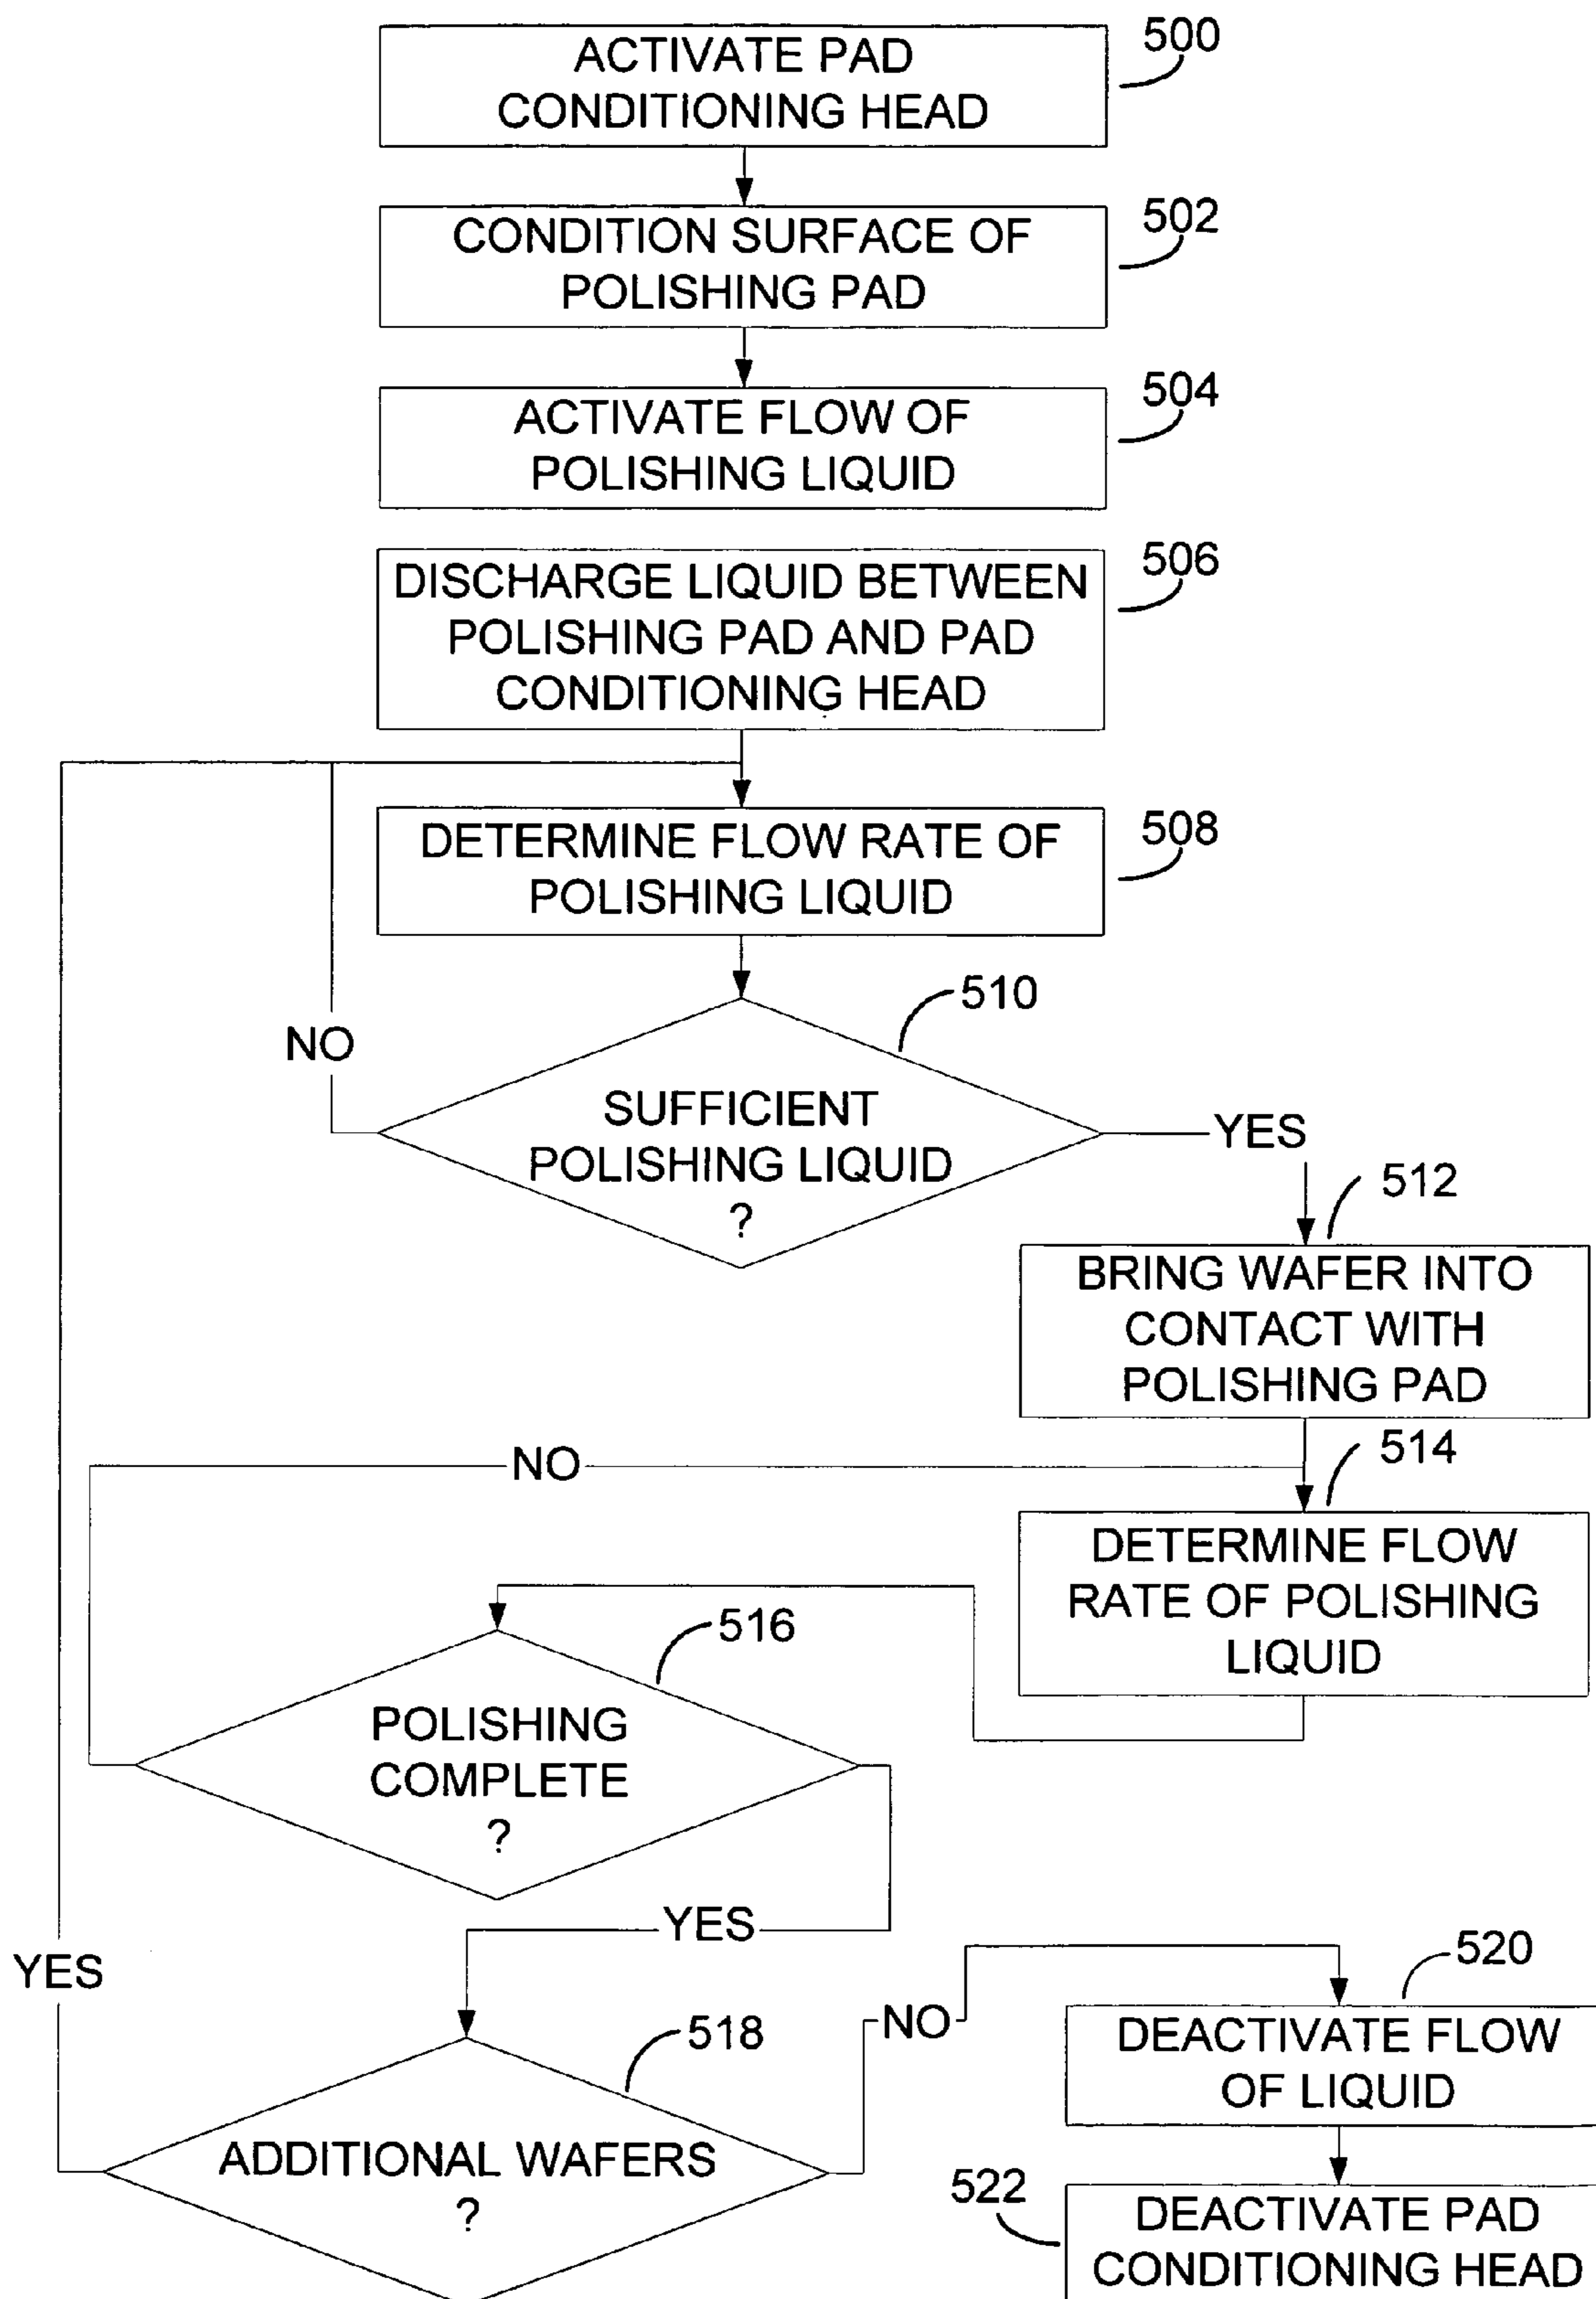 500
ACTIVATE PAD
CONDITIONING HEAD
502
CONDITION SURFACE OF
POLISHING PAD
504
ACTIVATE FLOW OF
POLISHING LIQUID
506
DISCHARGE LIQUID BETWEEN
POLISHING PAD AND PAD
CONDITIONING HEAD
508
DETERMINE FLOW RATE OF
POLISHING LIQUID
510
NO
SUFFICIENT
POLISHING LIQUID
?
YES
512
BRING WAFER INTO
CONTACT WITH
POLISHING PAD
NO
514
DETERMINE FLOW
RATE OF POLISHING
LIQUID
516
POLISHING
COMPLETE
?
YES
YES
518
NO
520
DEACTIVATE FLOW
OF LIQUID
ADDITIONAL WAFERS
?
522
DEACTIVATE PAD
CONDITIONING HEAD